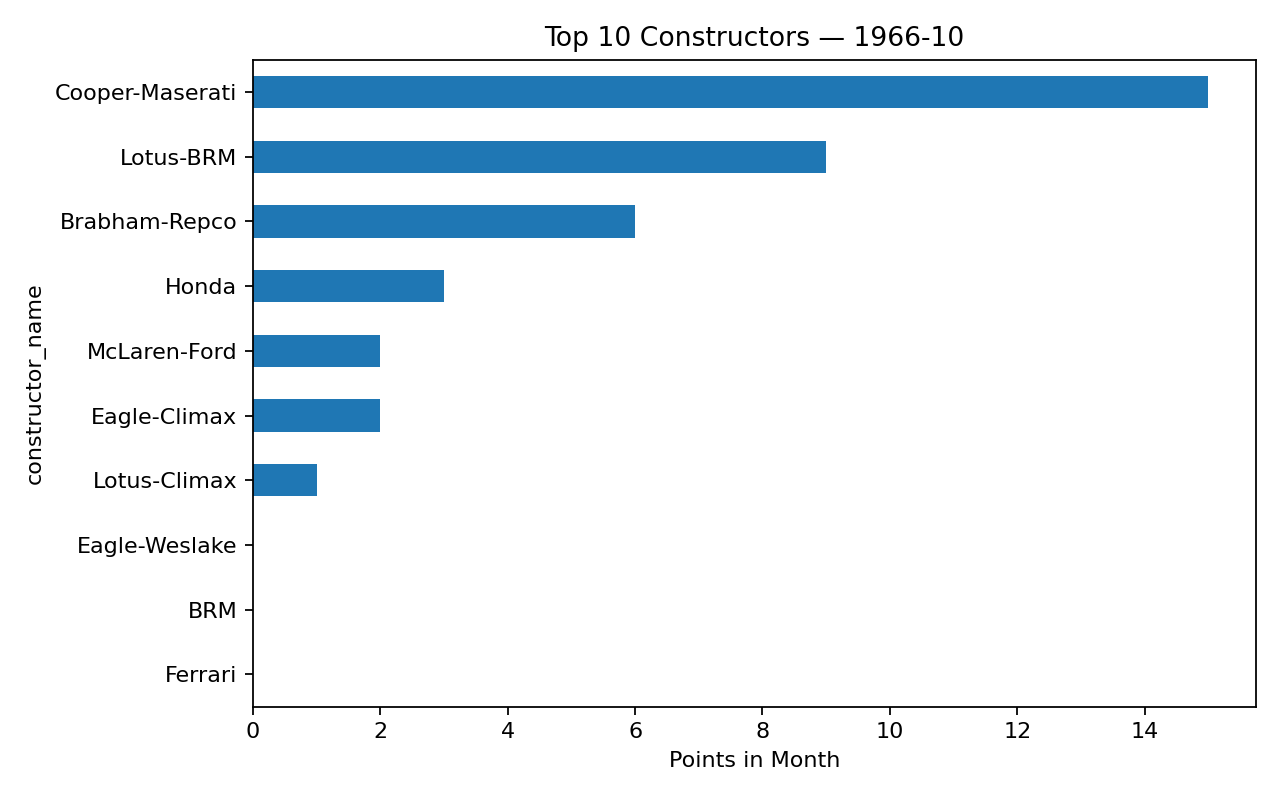 Top 10 Constructors — 1966-10
Cooper-Maserati
Lotus-BRM
Brabham-Repco
Honda
McLaren-Ford
Eagle-Climax
Lotus-Climax
Eagle-Weslake
BRM
Ferrari
constructor_name
0 2 4 6 8 10 12 14
Points in Month